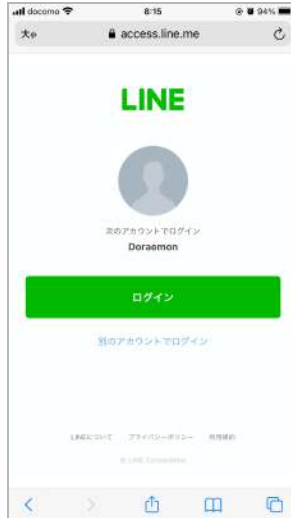 docomo 8:15 94%
大小 access.line.me
LINE
次のアカウントでログイン
Doraemon
ログイン
別のアカウントでログイン
LINEについて プライバシーポリシー 利用規約
© LINE Corporation